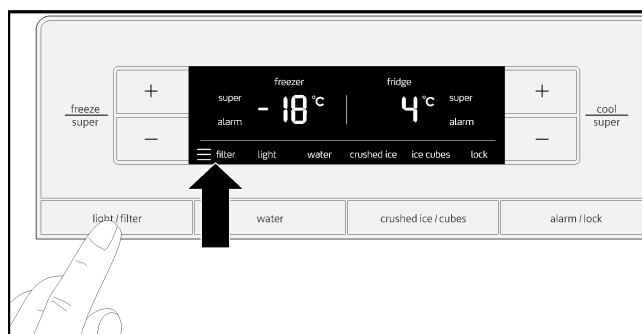 freezer fridge
super -18 °C 4 °C super
alarm alarm
+ +
freeze cool
super super
− −
filter light water crushed ice ice cubes lock
light / filter water crushed ice / cubes alarm / lock